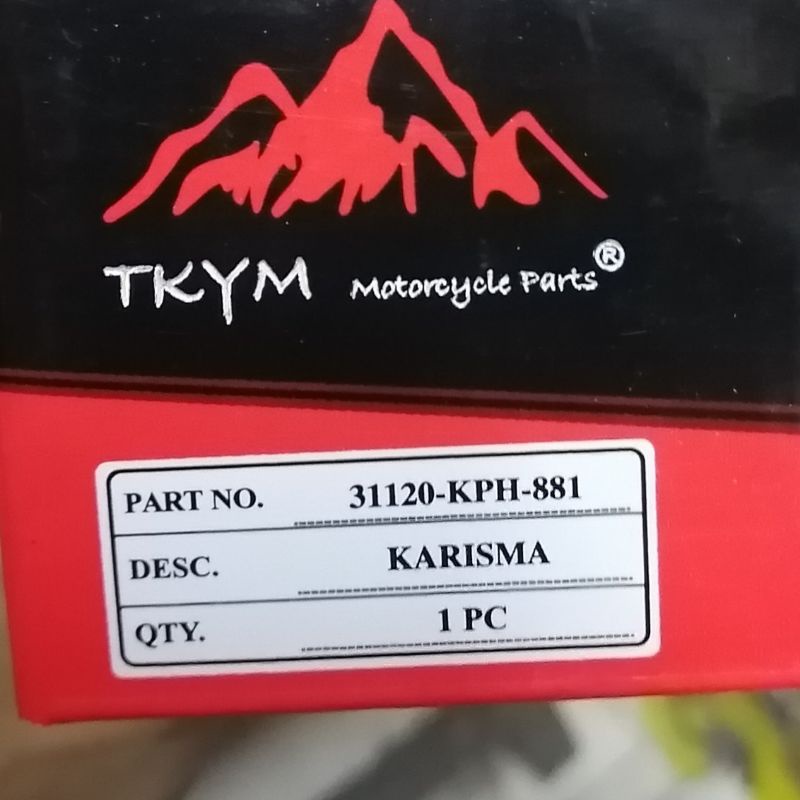 TKYM Motorcycle Parts®
PART NO. 31120-KPH-881
DESC. KARISMA
QTY. 1 PC